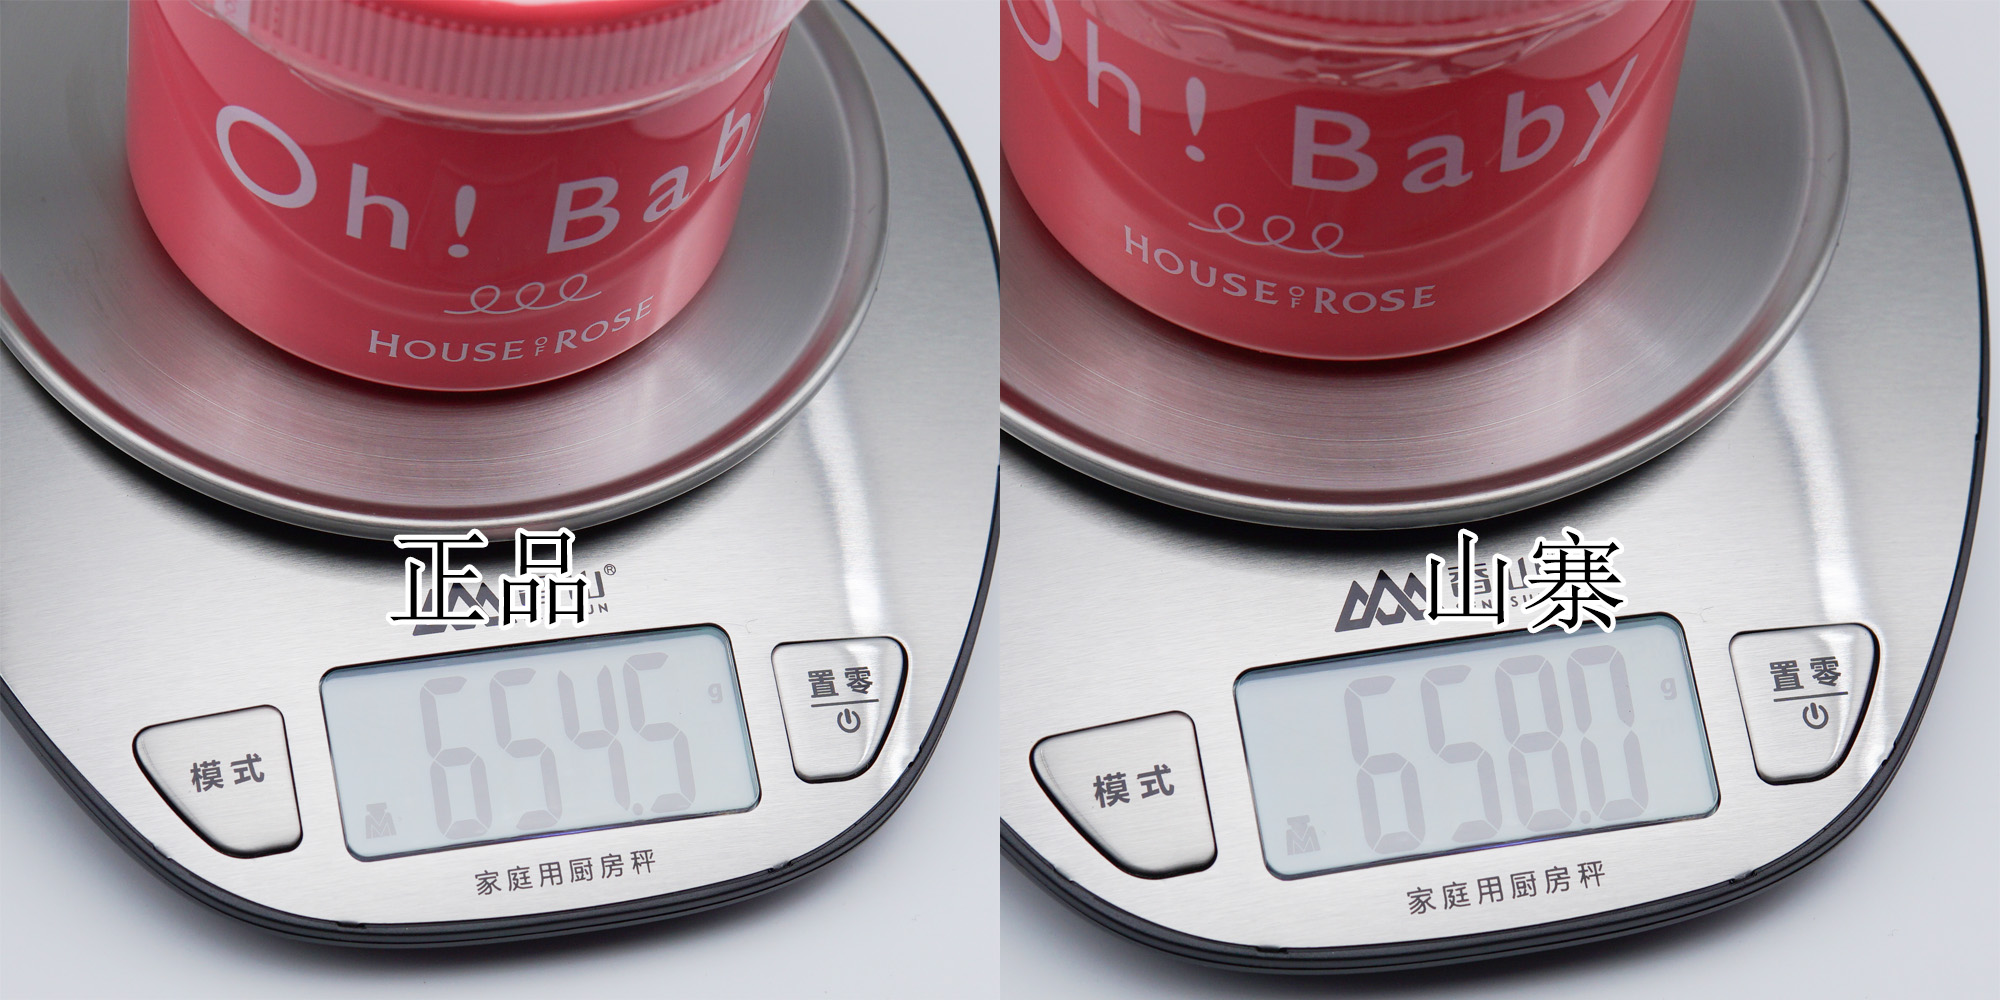 Oh! Baby
HOUSE OF ROSE
正品
654.5 g
M
置零
模式
家庭用厨房秤
Oh! Baby
HOUSE OF ROSE
山寨
658.0 g
M
置零
模式
家庭用厨房秤